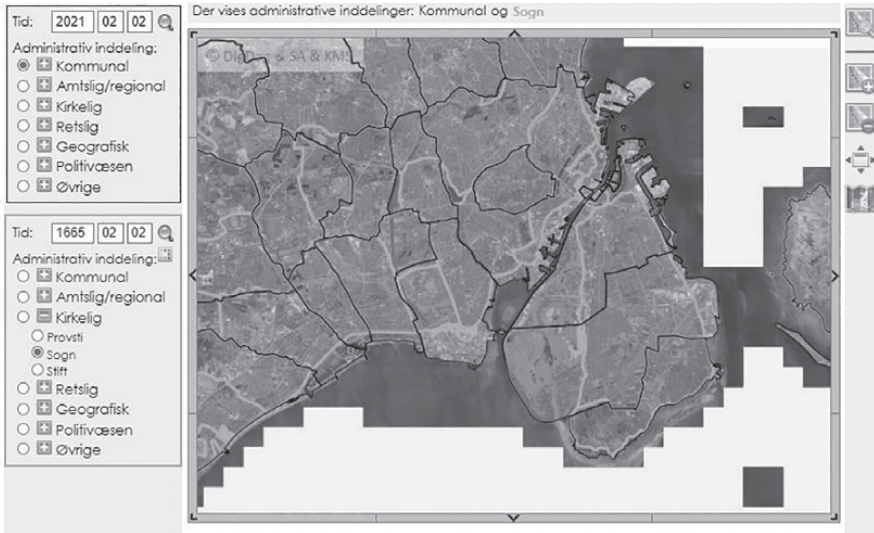 Der vises administrative inddelinger: Kommunal og Sogn
Tid: 2021 02 02
Administrativ inddeling:
Kommunal
Amtslig/regional
Kirkelig
Retslig
Geografisk
Politivæsen
Øvrige
Tid: 1665 02 02
Administrativ inddeling:
Kommunal
Amtslig/regional
Kirkelig
Provsti
Sogn
Stift
Retslig
Geografisk
Politivæsen
Øvrige
& SA & KMS